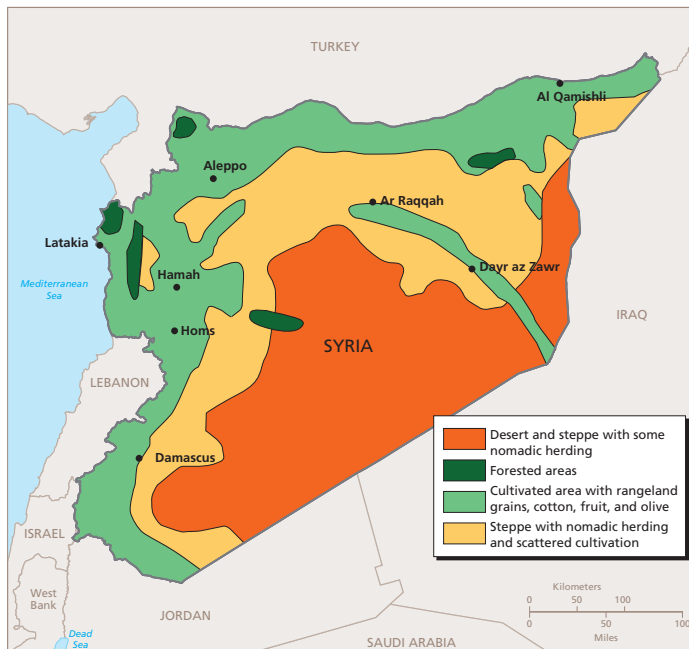 TURKEY
Al Qamishli
Aleppo
Ar Raqqah
Latakia
Dayr az Zawr
Hamah
Mediterranean
Sea
Homs
IRAQ
SYRIA
LEBANON
Damascus
Desert and steppe with some
nomadic herding
Forested areas
Cultivated area with rangeland
grains, cotton, fruit, and olive
Steppe with nomadic herding
and scattered cultivation
ISRAEL
West
Bank
JORDAN
Dead
Sea
SAUDI ARABIA
Kilometers
0 50 100
0 50 100
Miles